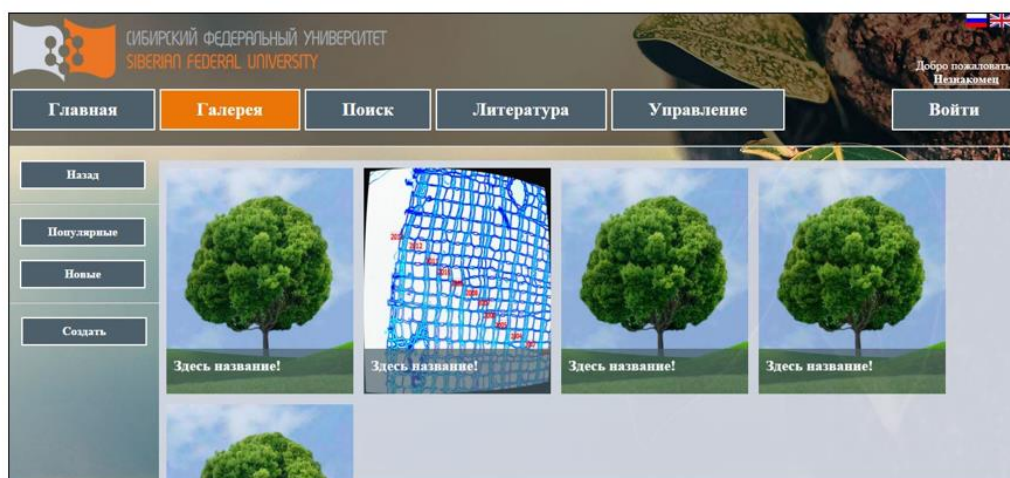 СИБИРСКИЙ ФЕДЕРАЛЬНЫЙ УНИВЕРСИТЕТ
SIBERIAN FEDERAL UNIVERSITY
Добро пожаловать
Незнакомец
Главная
Галерея
Поиск
Литература
Управление
Войти
Назад
Популярные
Новые
Создать
Здесь название!
Здесь название!
Здесь название!
Здесь название!